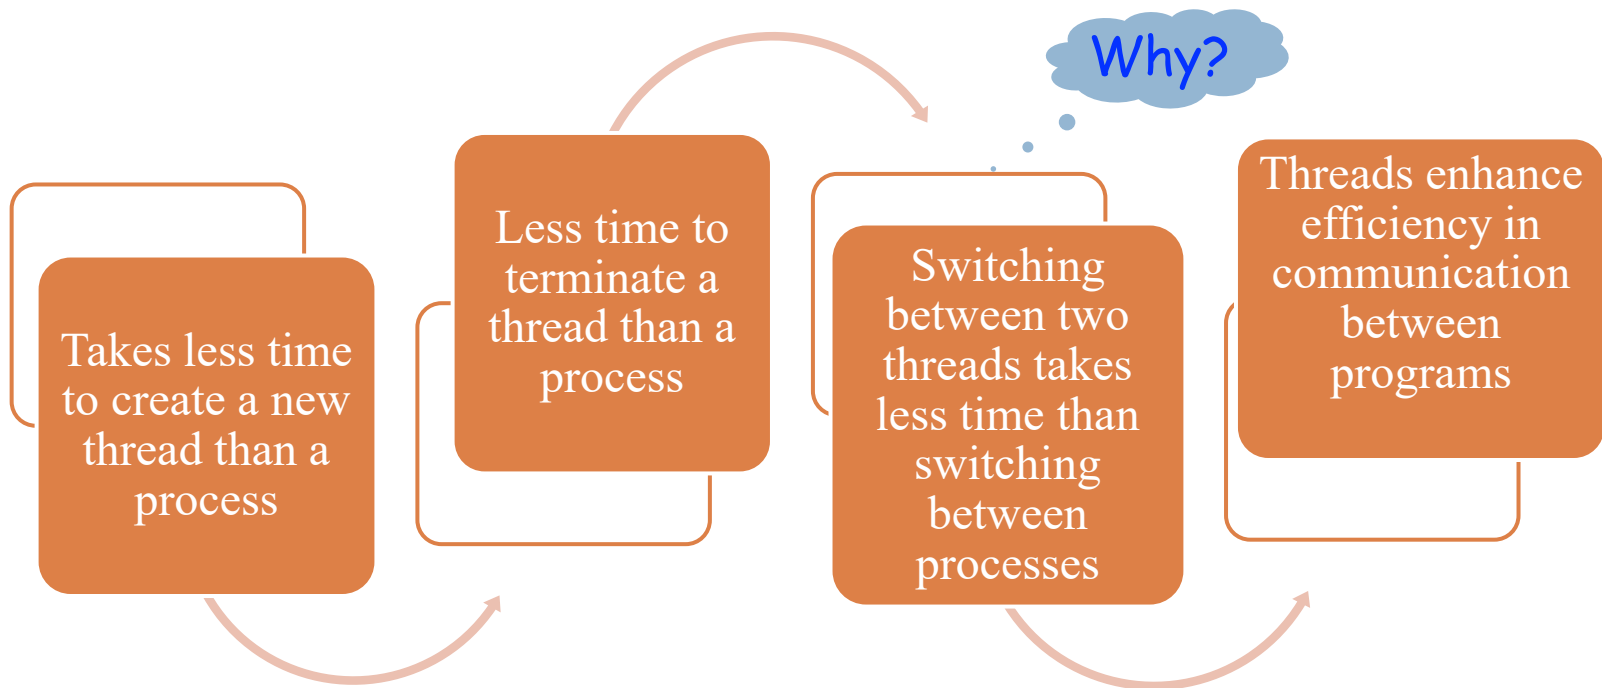 Takes less time
to create a new
thread than a
process
Less time to
terminate a
thread than a
process
Why?
Switching
between two
threads takes
less time than
switching
between
processes
Threads enhance
efficiency in
communication
between
programs